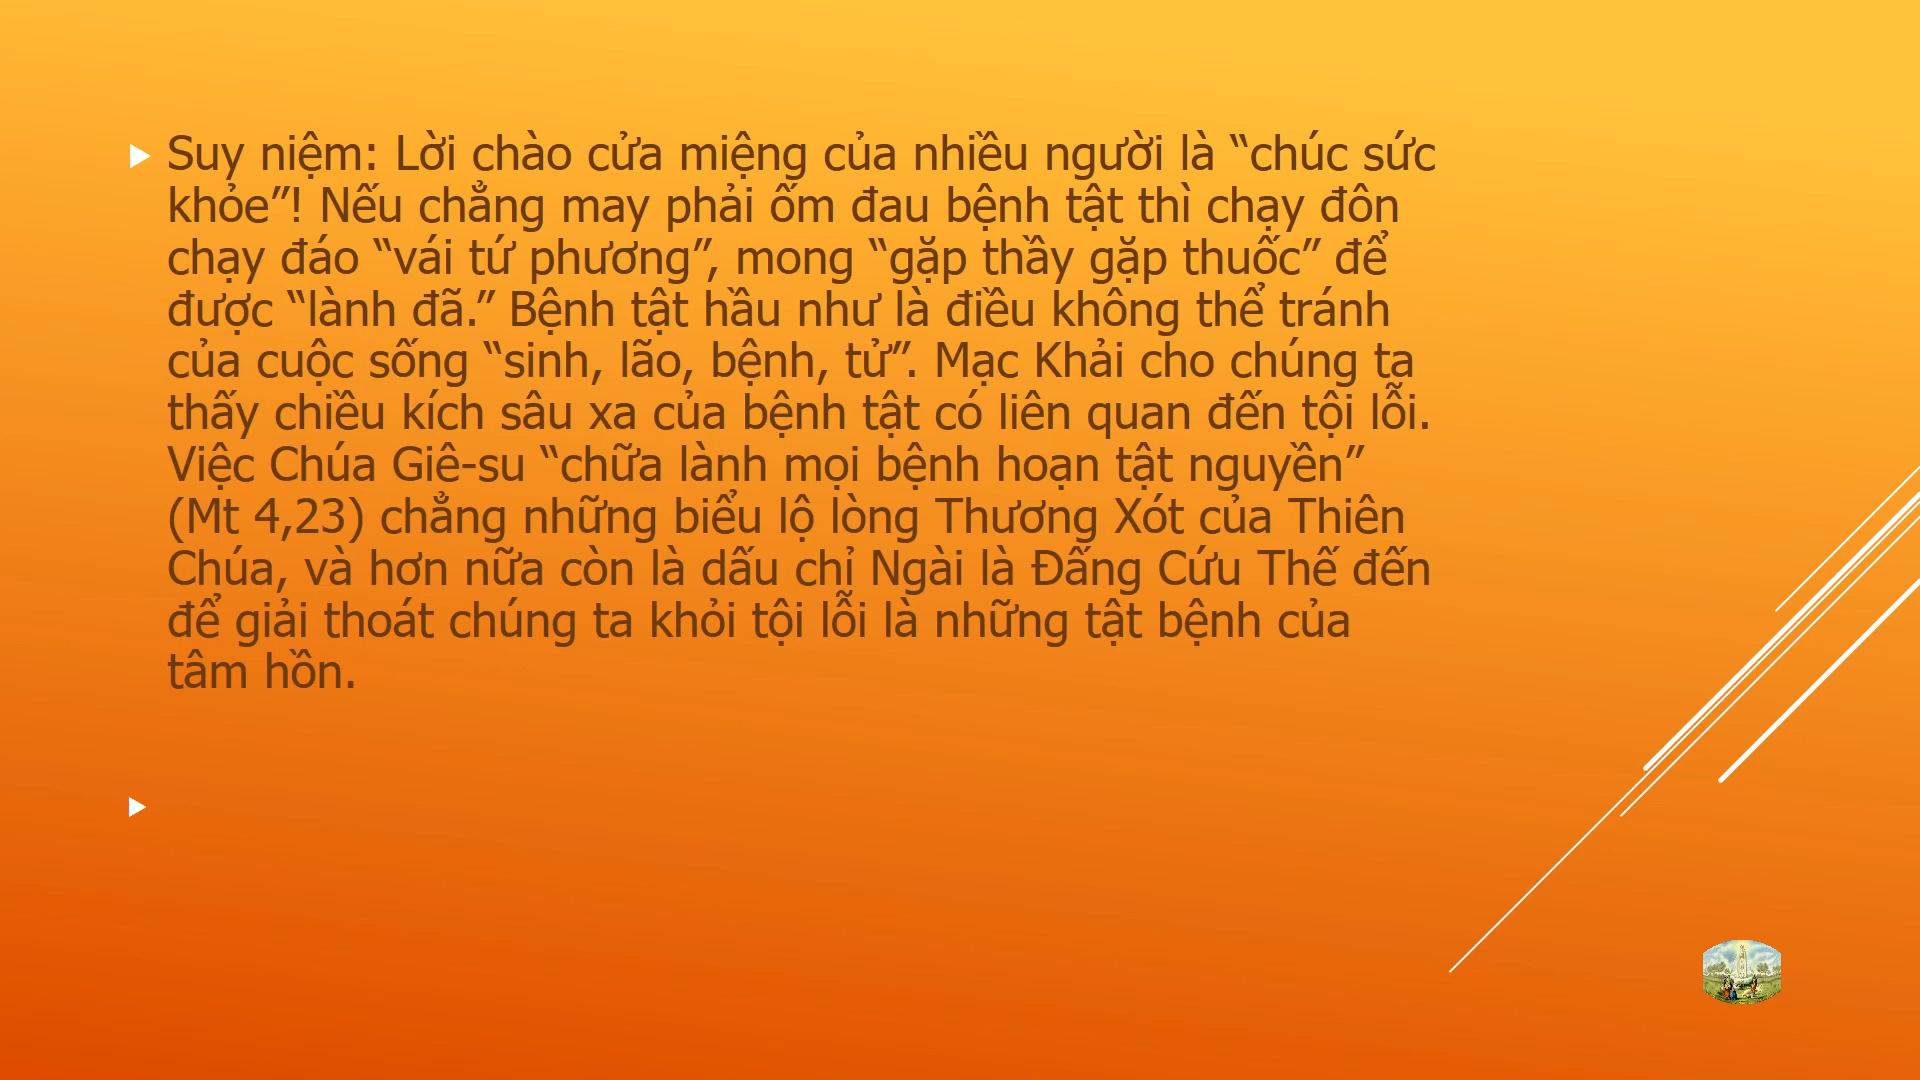 Suy niệm: Lời chào cửa miệng của nhiều người là “chúc sức
khỏe”! Nếu chẳng may phải ốm đau bệnh tật thì chạy đôn
chạy đáo “vái tứ phương”, mong “gặp thầy gặp thuốc” để
được “lành đã.” Bệnh tật hầu như là điều không thể tránh
của cuộc sống “sinh, lão, bệnh, tử”. Mạc Khải cho chúng ta
thấy chiều kích sâu xa của bệnh tật có liên quan đến tội lỗi.
Việc Chúa Giê-su “chữa lành mọi bệnh hoạn tật nguyền”
(Mt 4,23) chẳng những biểu lộ lòng Thương Xót của Thiên
Chúa, và hơn nữa còn là dấu chỉ Ngài là Đấng Cứu Thế đến
để giải thoát chúng ta khỏi tội lỗi là những tật bệnh của
tâm hồn.